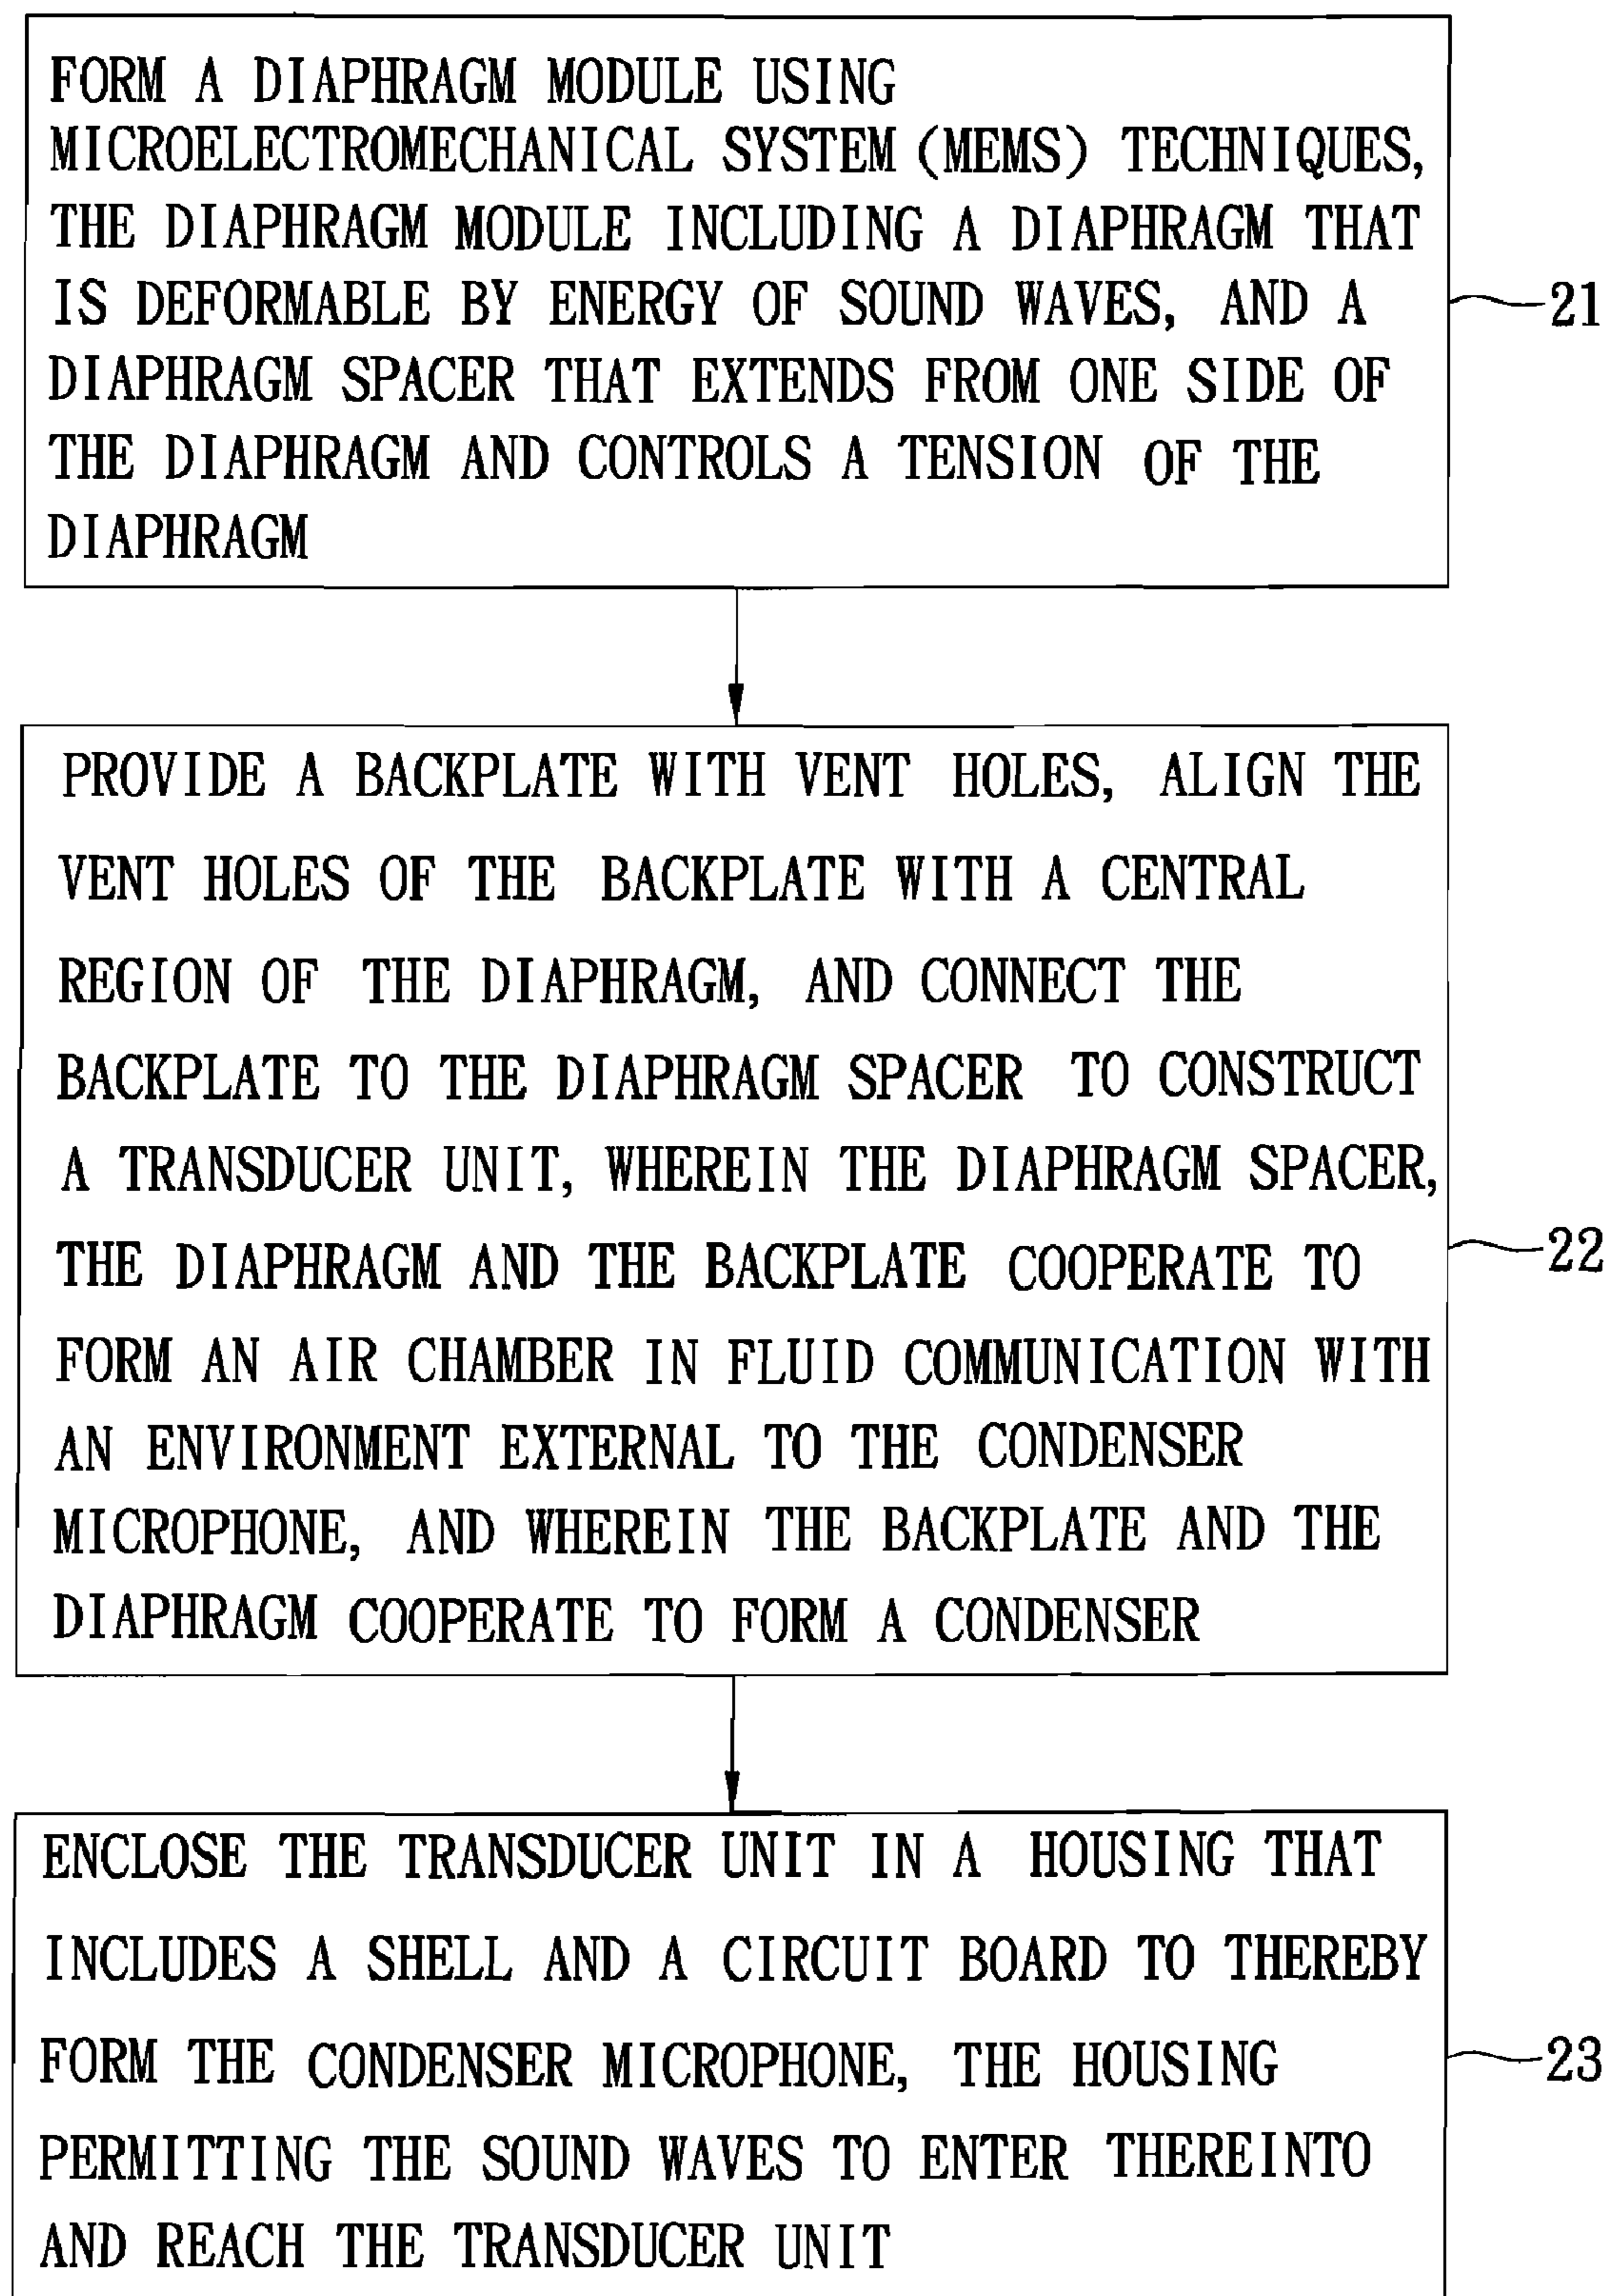 FORM A DIAPHRAGM MODULE USING
MICROELECTROMECHANICAL SYSTEM (MEMS) TECHNIQUES,
THE DIAPHRAGM MODULE INCLUDING A DIAPHRAGM THAT
IS DEFORMABLE BY ENERGY OF SOUND WAVES, AND A
DIAPHRAGM SPACER THAT EXTENDS FROM ONE SIDE OF
THE DIAPHRAGM AND CONTROLS A TENSION OF THE
DIAPHRAGM
21
PROVIDE A BACKPLATE WITH VENT HOLES, ALIGN THE
VENT HOLES OF THE BACKPLATE WITH A CENTRAL
REGION OF THE DIAPHRAGM, AND CONNECT THE
BACKPLATE TO THE DIAPHRAGM SPACER TO CONSTRUCT
A TRANSDUCER UNIT, WHEREIN THE DIAPHRAGM SPACER,
THE DIAPHRAGM AND THE BACKPLATE COOPERATE TO
FORM AN AIR CHAMBER IN FLUID COMMUNICATION WITH
AN ENVIRONMENT EXTERNAL TO THE CONDENSER
MICROPHONE, AND WHEREIN THE BACKPLATE AND THE
DIAPHRAGM COOPERATE TO FORM A CONDENSER
22
ENCLOSE THE TRANSDUCER UNIT IN A HOUSING THAT
INCLUDES A SHELL AND A CIRCUIT BOARD TO THEREBY
FORM THE CONDENSER MICROPHONE, THE HOUSING
PERMITTING THE SOUND WAVES TO ENTER THEREINTO
AND REACH THE TRANSDUCER UNIT
23